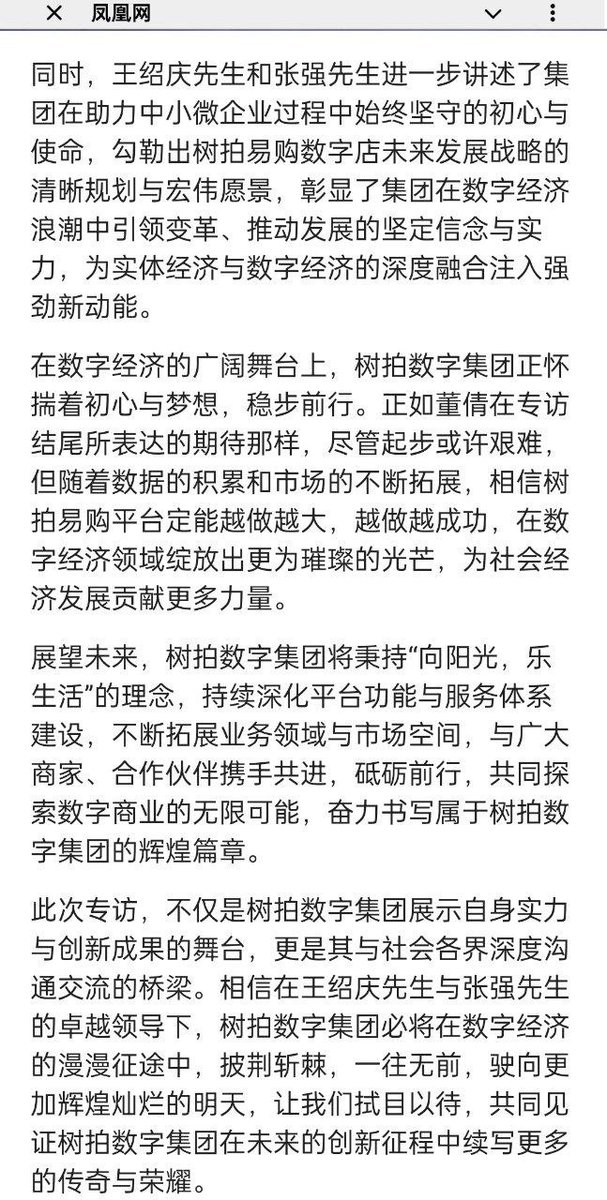 凤凰网
同时，王绍庆先生和张强先生进一步讲述了集
团在助力中小微企业过程中始终坚守的初心与
使命，勾勒出树拍易购数字店未来发展战略的
清晰规划与宏伟愿景，彰显了集团在数字经济
浪潮中引领变革、推动发展的坚定信念与实
力，为实体经济与数字经济的深度融合注入强
劲新动能。
在数字经济的广阔舞台上，树拍数字集团正怀
揣着初心与梦想，稳步前行。正如董倩在专访
结尾所表达的期待那样，尽管起步或许艰难，
但随着数据的积累和市场的不断拓展，相信树
拍易购平台定能越做越大，越做越成功，在数
字经济领域绽放出更为璀璨的光芒，为社会经
济发展贡献更多力量。
展望未来，树拍数字集团将秉持“向阳光，乐
生活”的理念，持续深化平台功能与服务体系
建设，不断拓展业务领域与市场空间，与广大
商家、合作伙伴携手共进，砥砺前行，共同探
索数字商业的无限可能，奋力书写属于树拍数
字集团的辉煌篇章。
此次专访，不仅是树拍数字集团展示自身实力
与创新成果的舞台，更是其与社会各界深度沟
通交流的桥梁。相信在王绍庆先生与张强先生
的卓越领导下，树拍数字集团必将在数字经济
的漫漫征途中，披荆斩棘，一往无前，驶向更
加辉煌灿烂的明天，让我们拭目以待，共同见
证树拍数字集团在未来的创新征程中续写更多
的传奇与荣耀。